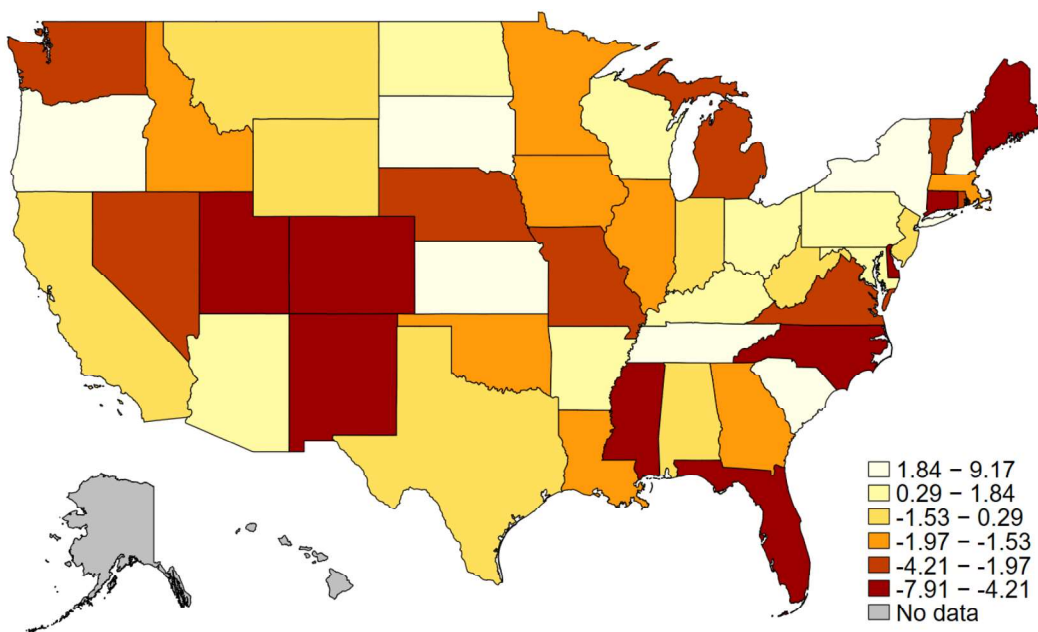 1.84 − 9.17
0.29 − 1.84
-1.53 − 0.29
-1.97 − -1.53
-4.21 − -1.97
-7.91 − -4.21
No data